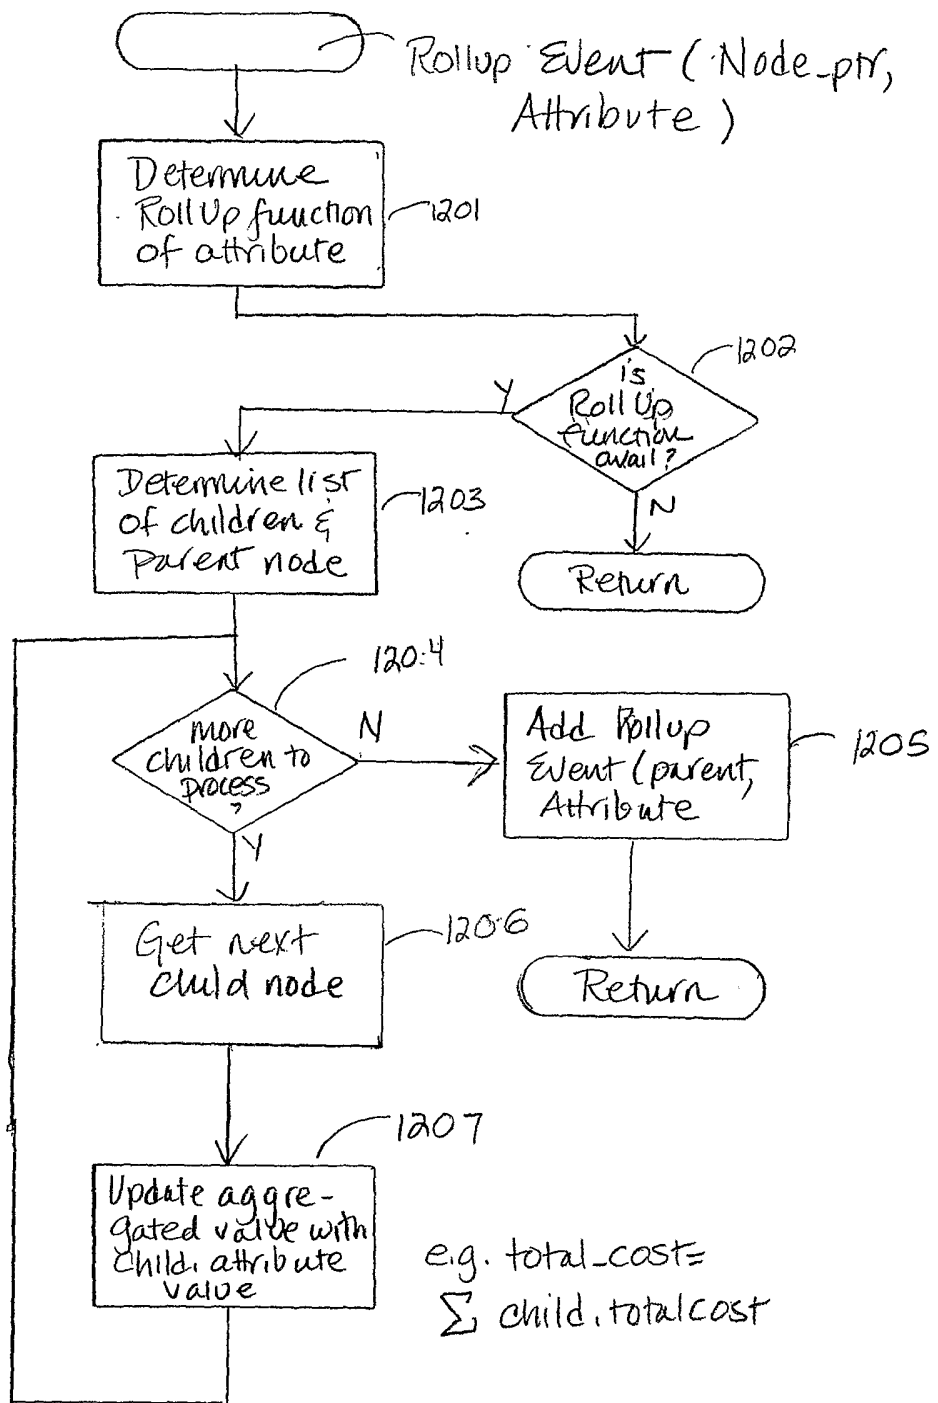 Rollup Event (Node_ptr,
Attribute)
Determine
RollUp function
of attribute
1201
1202
is
Roll Up
function
avail?
Y
N
Return
Determine list
of children &
Parent node
1203
1204
more
children to
process
?
N
Y
Add Rollup
Event (parent,
Attribute
1205
Return
Get next
child node
1206
1207
Update aggre-
gated value with
child. attribute
value
e.g. total_cost=
Σ child.totalcost